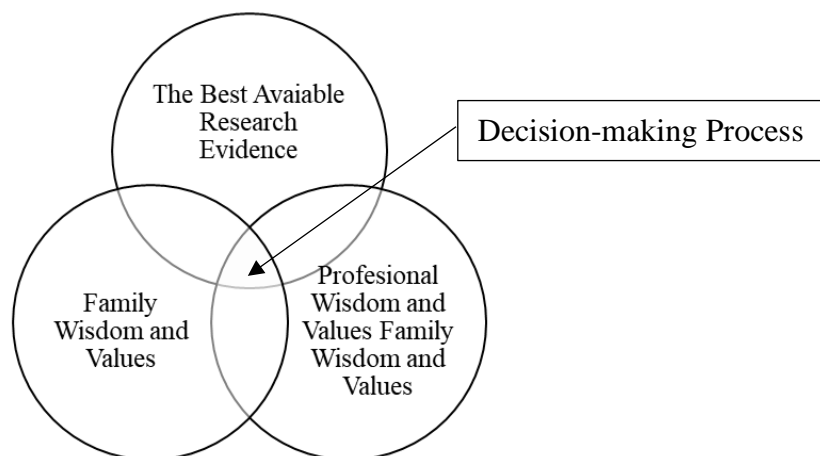 The Best Avaiable
Research
Evidence
Decision-making Process
Family
Wisdom and
Values
Profesional
Wisdom and
Values Family
Wisdom and
Values